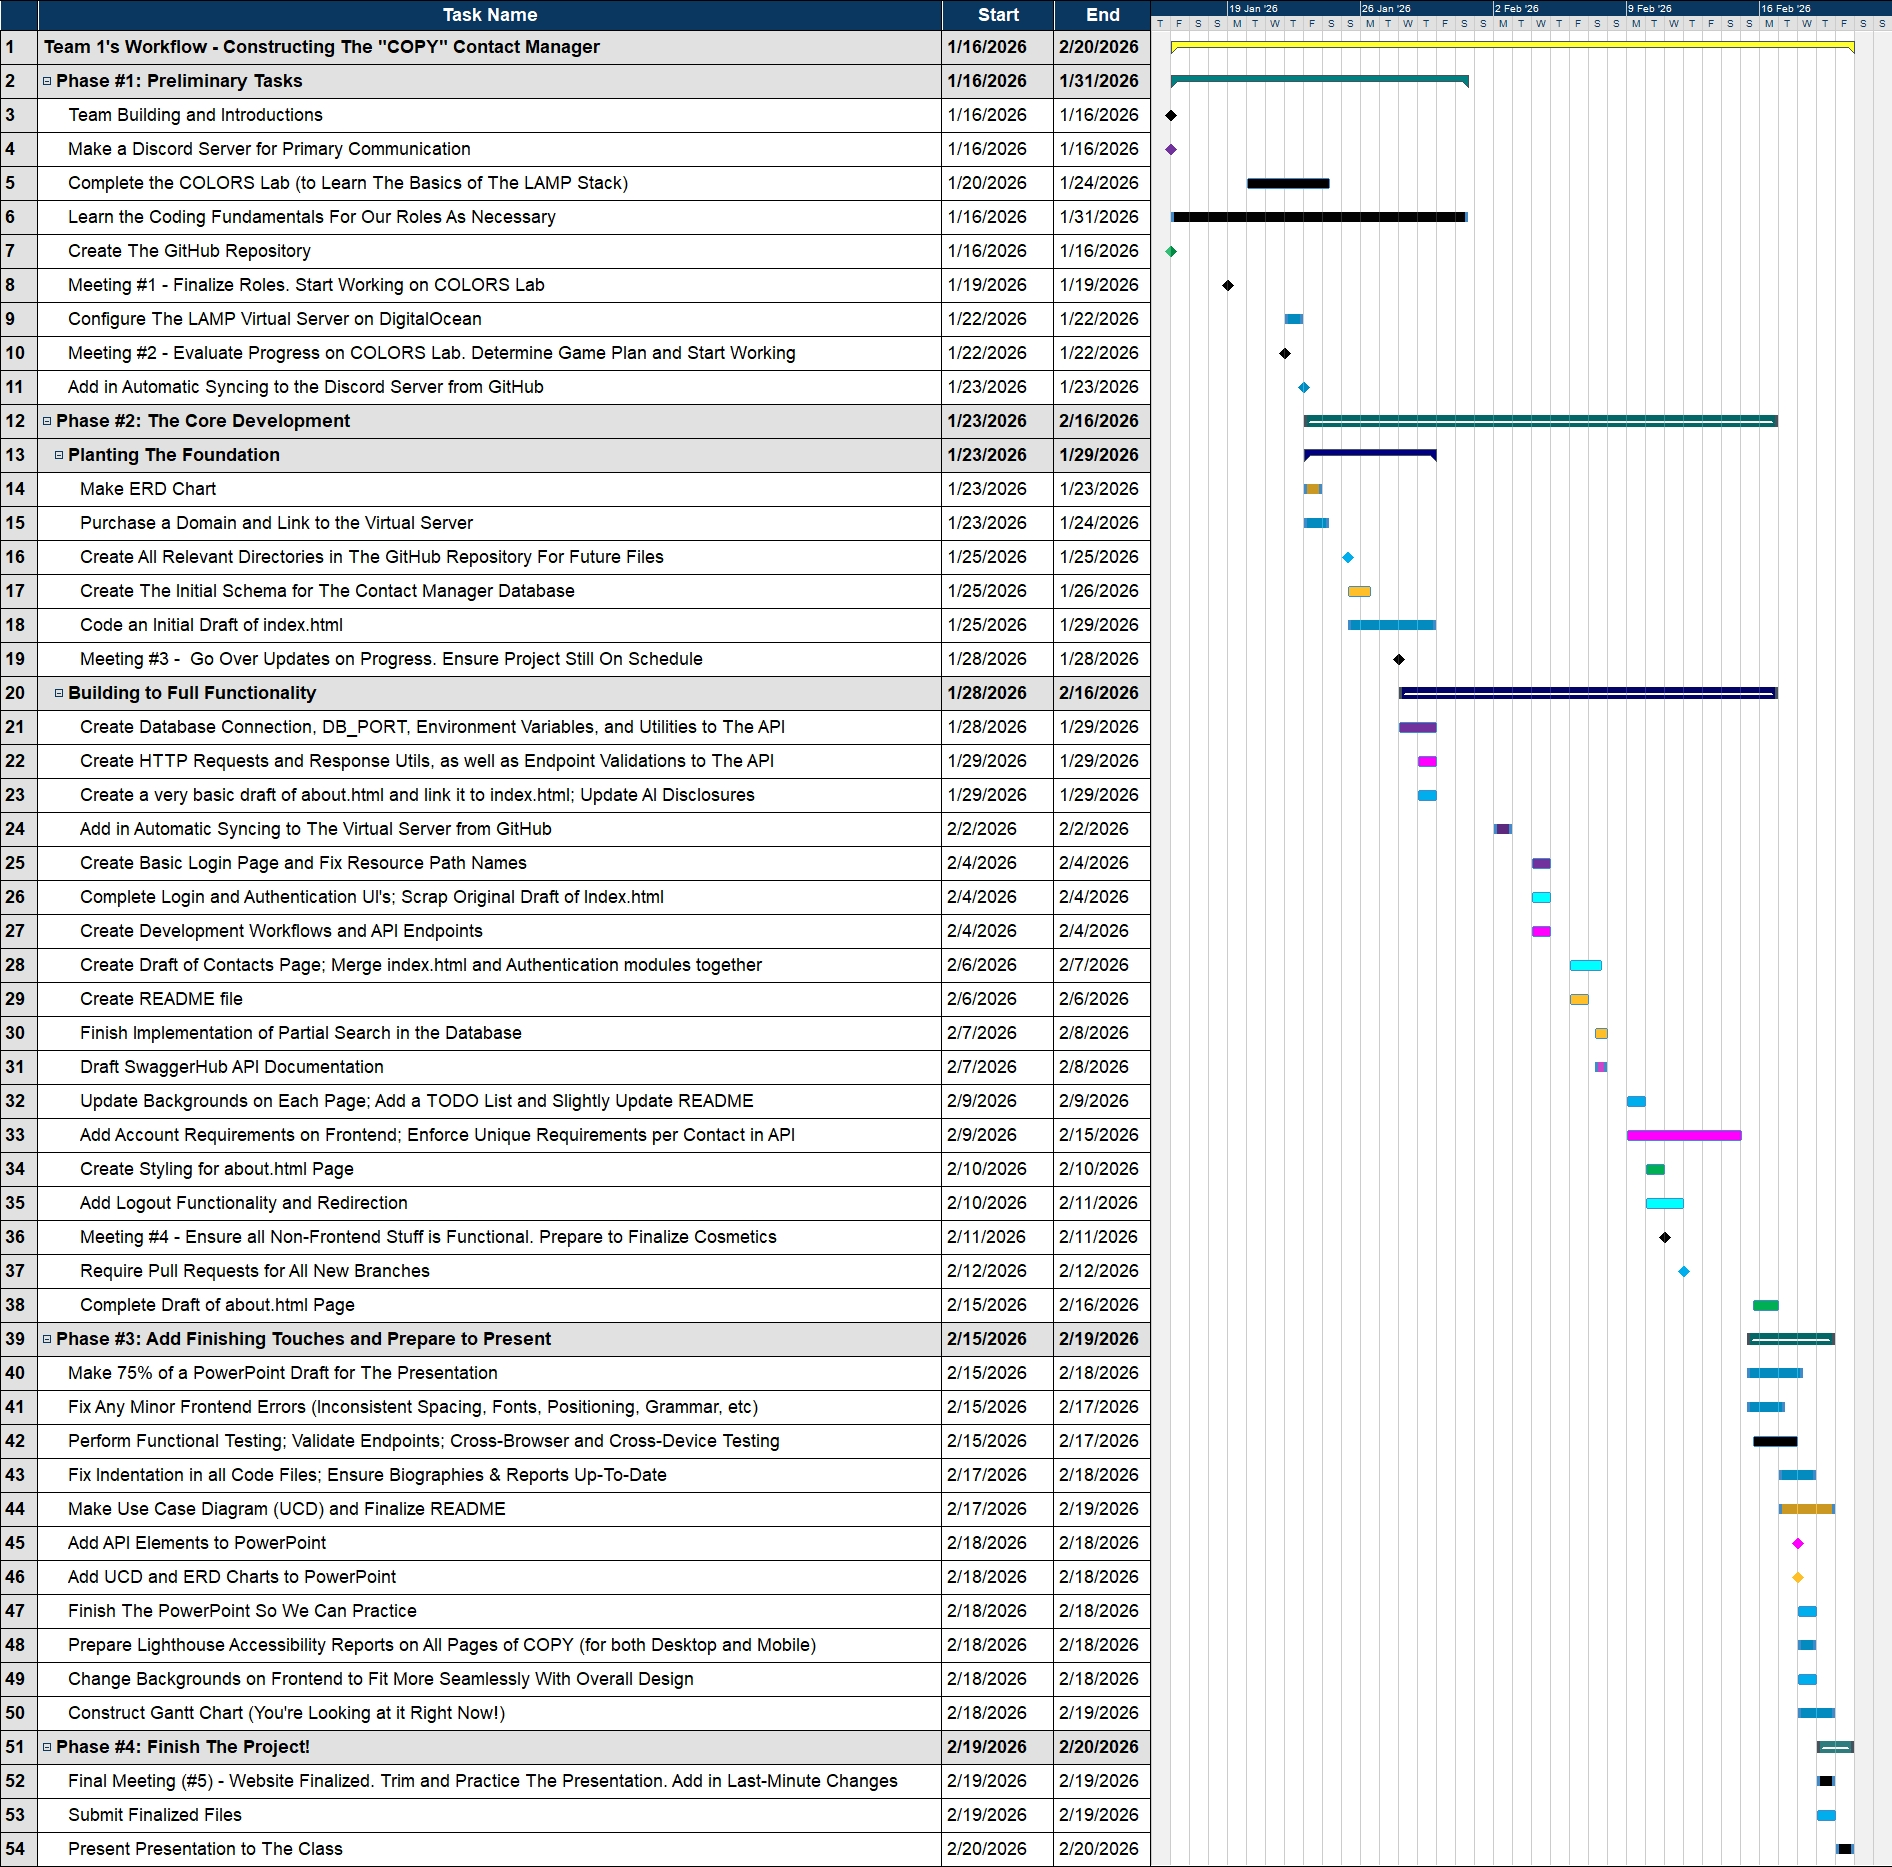 Task Name Start End 19 Jan '26 26 Jan '26 2 Feb '26 9 Feb '26 16 Feb '26
T F S S M T W T F S S M T W T F S S M T W T F S S M T W T F S S M T W T F S S
1 Team 1's Workflow - Constructing The "COPY" Contact Manager 1/16/2026 2/20/2026
2 Phase #1: Preliminary Tasks 1/16/2026 1/31/2026
3 Team Building and Introductions 1/16/2026 1/16/2026
4 Make a Discord Server for Primary Communication 1/16/2026 1/16/2026
5 Complete the COLORS Lab (to Learn The Basics of The LAMP Stack) 1/20/2026 1/24/2026
6 Learn the Coding Fundamentals For Our Roles As Necessary 1/16/2026 1/31/2026
7 Create The GitHub Repository 1/16/2026 1/16/2026
8 Meeting #1 - Finalize Roles. Start Working on COLORS Lab 1/19/2026 1/19/2026
9 Configure The LAMP Virtual Server on DigitalOcean 1/22/2026 1/22/2026
10 Meeting #2 - Evaluate Progress on COLORS Lab. Determine Game Plan and Start Working 1/22/2026 1/22/2026
11 Add in Automatic Syncing to the Discord Server from GitHub 1/23/2026 1/23/2026
12 Phase #2: The Core Development 1/23/2026 2/16/2026
13 Planting The Foundation 1/23/2026 1/29/2026
14 Make ERD Chart 1/23/2026 1/23/2026
15 Purchase a Domain and Link to the Virtual Server 1/23/2026 1/24/2026
16 Create All Relevant Directories in The GitHub Repository For Future Files 1/25/2026 1/25/2026
17 Create The Initial Schema for The Contact Manager Database 1/25/2026 1/26/2026
18 Code an Initial Draft of index.html 1/25/2026 1/29/2026
19 Meeting #3 - Go Over Updates on Progress. Ensure Project Still On Schedule 1/28/2026 1/28/2026
20 Building to Full Functionality 1/28/2026 2/16/2026
21 Create Database Connection, DB_PORT, Environment Variables, and Utilities to The API 1/28/2026 1/29/2026
22 Create HTTP Requests and Response Utils, as well as Endpoint Validations to The API 1/29/2026 1/29/2026
23 Create a very basic draft of about.html and link it to index.html; Update AI Disclosures 1/29/2026 1/29/2026
24 Add in Automatic Syncing to The Virtual Server from GitHub 2/2/2026 2/2/2026
25 Create Basic Login Page and Fix Resource Path Names 2/4/2026 2/4/2026
26 Complete Login and Authentication UI's; Scrap Original Draft of Index.html 2/4/2026 2/4/2026
27 Create Development Workflows and API Endpoints 2/4/2026 2/4/2026
28 Create Draft of Contacts Page; Merge index.html and Authentication modules together 2/6/2026 2/7/2026
29 Create README file 2/6/2026 2/6/2026
30 Finish Implementation of Partial Search in the Database 2/7/2026 2/8/2026
31 Draft SwaggerHub API Documentation 2/7/2026 2/8/2026
32 Update Backgrounds on Each Page; Add a TODO List and Slightly Update README 2/9/2026 2/9/2026
33 Add Account Requirements on Frontend; Enforce Unique Requirements per Contact in API 2/9/2026 2/15/2026
34 Create Styling for about.html Page 2/10/2026 2/10/2026
35 Add Logout Functionality and Redirection 2/10/2026 2/11/2026
36 Meeting #4 - Ensure all Non-Frontend Stuff is Functional. Prepare to Finalize Cosmetics 2/11/2026 2/11/2026
37 Require Pull Requests for All New Branches 2/12/2026 2/12/2026
38 Complete Draft of about.html Page 2/15/2026 2/16/2026
39 Phase #3: Add Finishing Touches and Prepare to Present 2/15/2026 2/19/2026
40 Make 75% of a PowerPoint Draft for The Presentation 2/15/2026 2/18/2026
41 Fix Any Minor Frontend Errors (Inconsistent Spacing, Fonts, Positioning, Grammar, etc) 2/15/2026 2/17/2026
42 Perform Functional Testing; Validate Endpoints; Cross-Browser and Cross-Device Testing 2/15/2026 2/17/2026
43 Fix Indentation in all Code Files; Ensure Biographies & Reports Up-To-Date 2/17/2026 2/18/2026
44 Make Use Case Diagram (UCD) and Finalize README 2/17/2026 2/19/2026
45 Add API Elements to PowerPoint 2/18/2026 2/18/2026
46 Add UCD and ERD Charts to PowerPoint 2/18/2026 2/18/2026
47 Finish The PowerPoint So We Can Practice 2/18/2026 2/18/2026
48 Prepare Lighthouse Accessibility Reports on All Pages of COPY (for both Desktop and Mobile) 2/18/2026 2/18/2026
49 Change Backgrounds on Frontend to Fit More Seamlessly With Overall Design 2/18/2026 2/18/2026
50 Construct Gantt Chart (You're Looking at it Right Now!) 2/18/2026 2/19/2026
51 Phase #4: Finish The Project! 2/19/2026 2/20/2026
52 Final Meeting (#5) - Website Finalized. Trim and Practice The Presentation. Add in Last-Minute Changes 2/19/2026 2/19/2026
53 Submit Finalized Files 2/19/2026 2/19/2026
54 Present Presentation to The Class 2/20/2026 2/20/2026